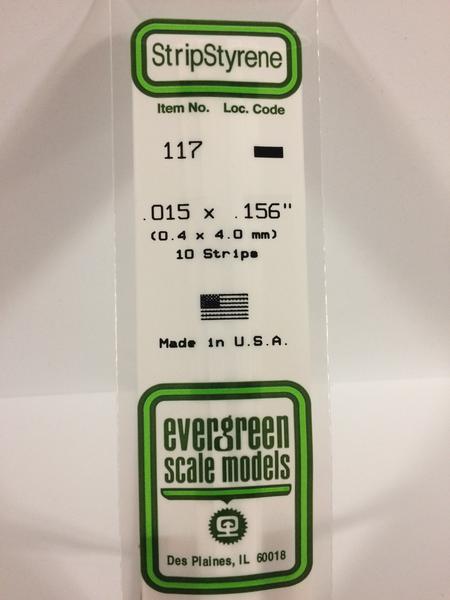 StripStyrene
Item No. Loc. Code
117
.015 x .156"
(0.4 x 4.0 mm)
10 Strips
Made in U.S.A.
evergreen
scale models
Des Plaines, IL 60018